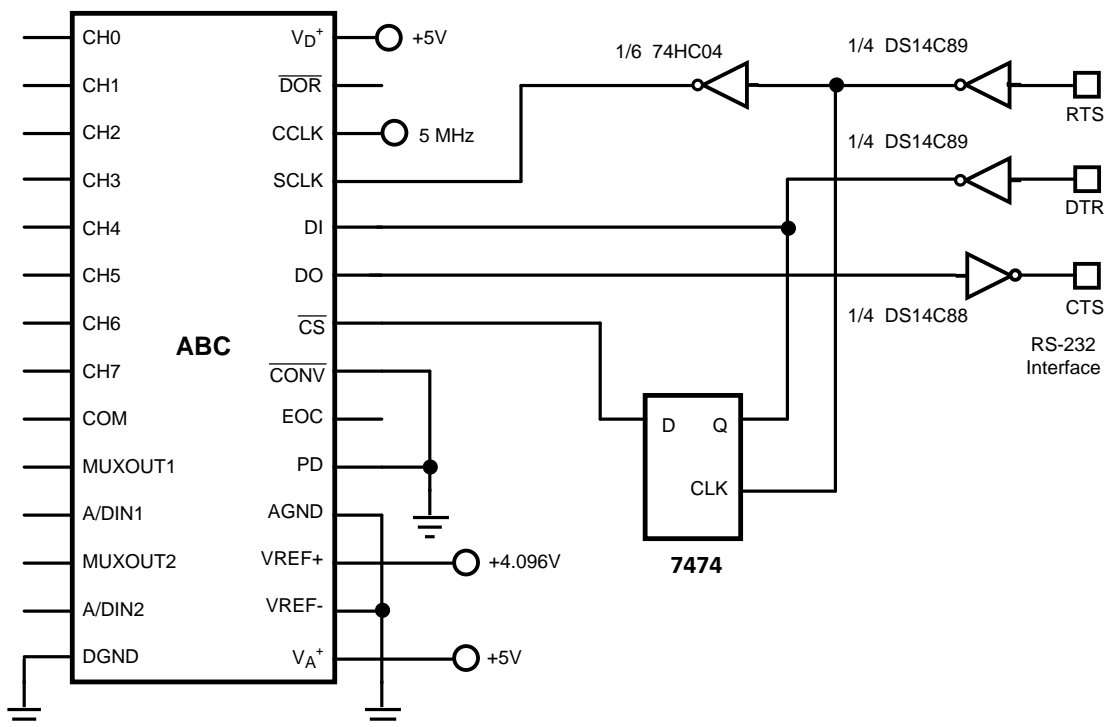 CH0
CH1
CH2
CH3
CH4
CH5
CH6
CH7
COM
MUXOUT1
A/DIN1
MUXOUT2
A/DIN2
DGND
ABC
VD+
DOR
CCLK
SCLK
DI
DO
CS
CONV
EOC
PD
AGND
VREF+
VREF-
VA+
+5V
5 MHz
+4.096V
+5V
1/6 74HC04
1/4 DS14C89
RTS
1/4 DS14C89
DTR
1/4 DS14C88
CTS
RS-232
Interface
D Q
CLK
7474